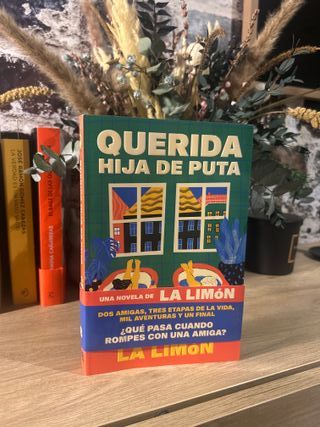 QUERIDA
HIJA DE PUTA
UNA NOVELA DE LA LIMóN
DOS AMIGAS, TRES ETAPAS DE LA VIDA,
MIL AVENTURAS Y UN FINAL
¿QUÉ PASA CUANDO
ROMPES CON UNA AMIGA?
LA LIMóN